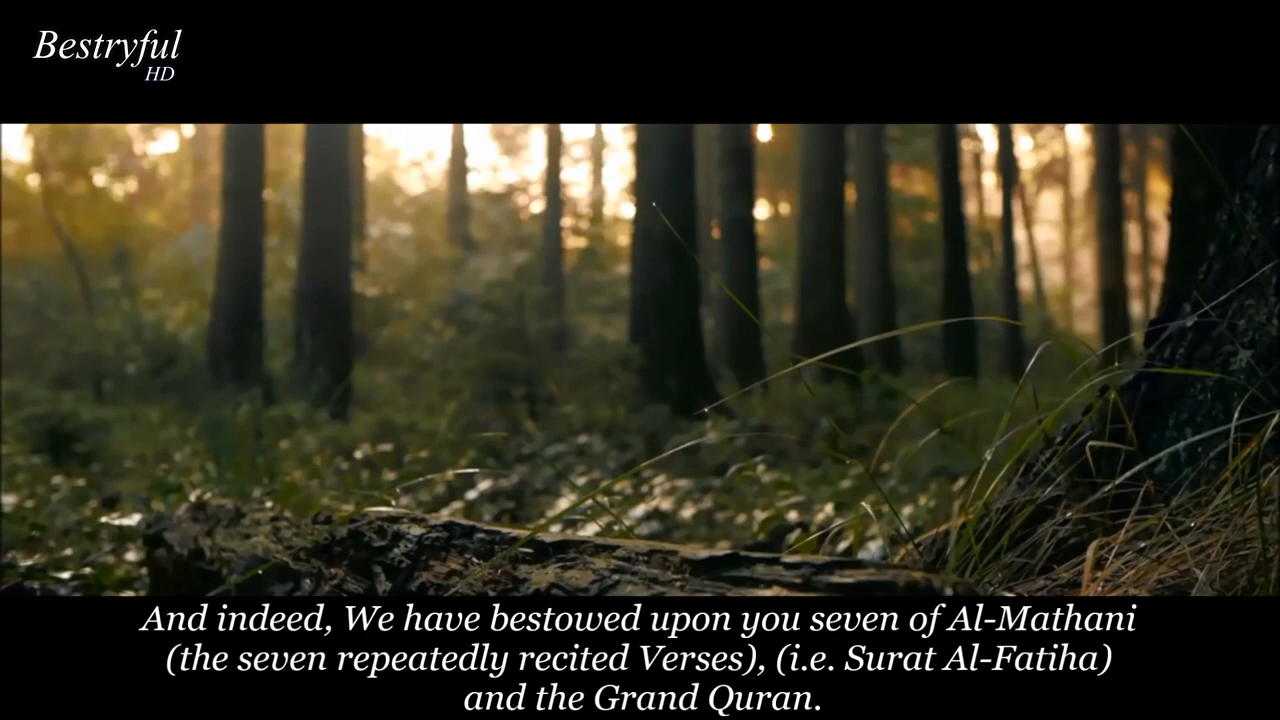 Bestryful
HD
And indeed, We have bestowed upon you seven of Al-Mathani
(the seven repeatedly recited Verses), (i.e. Surat Al-Fatiha)
and the Grand Quran.